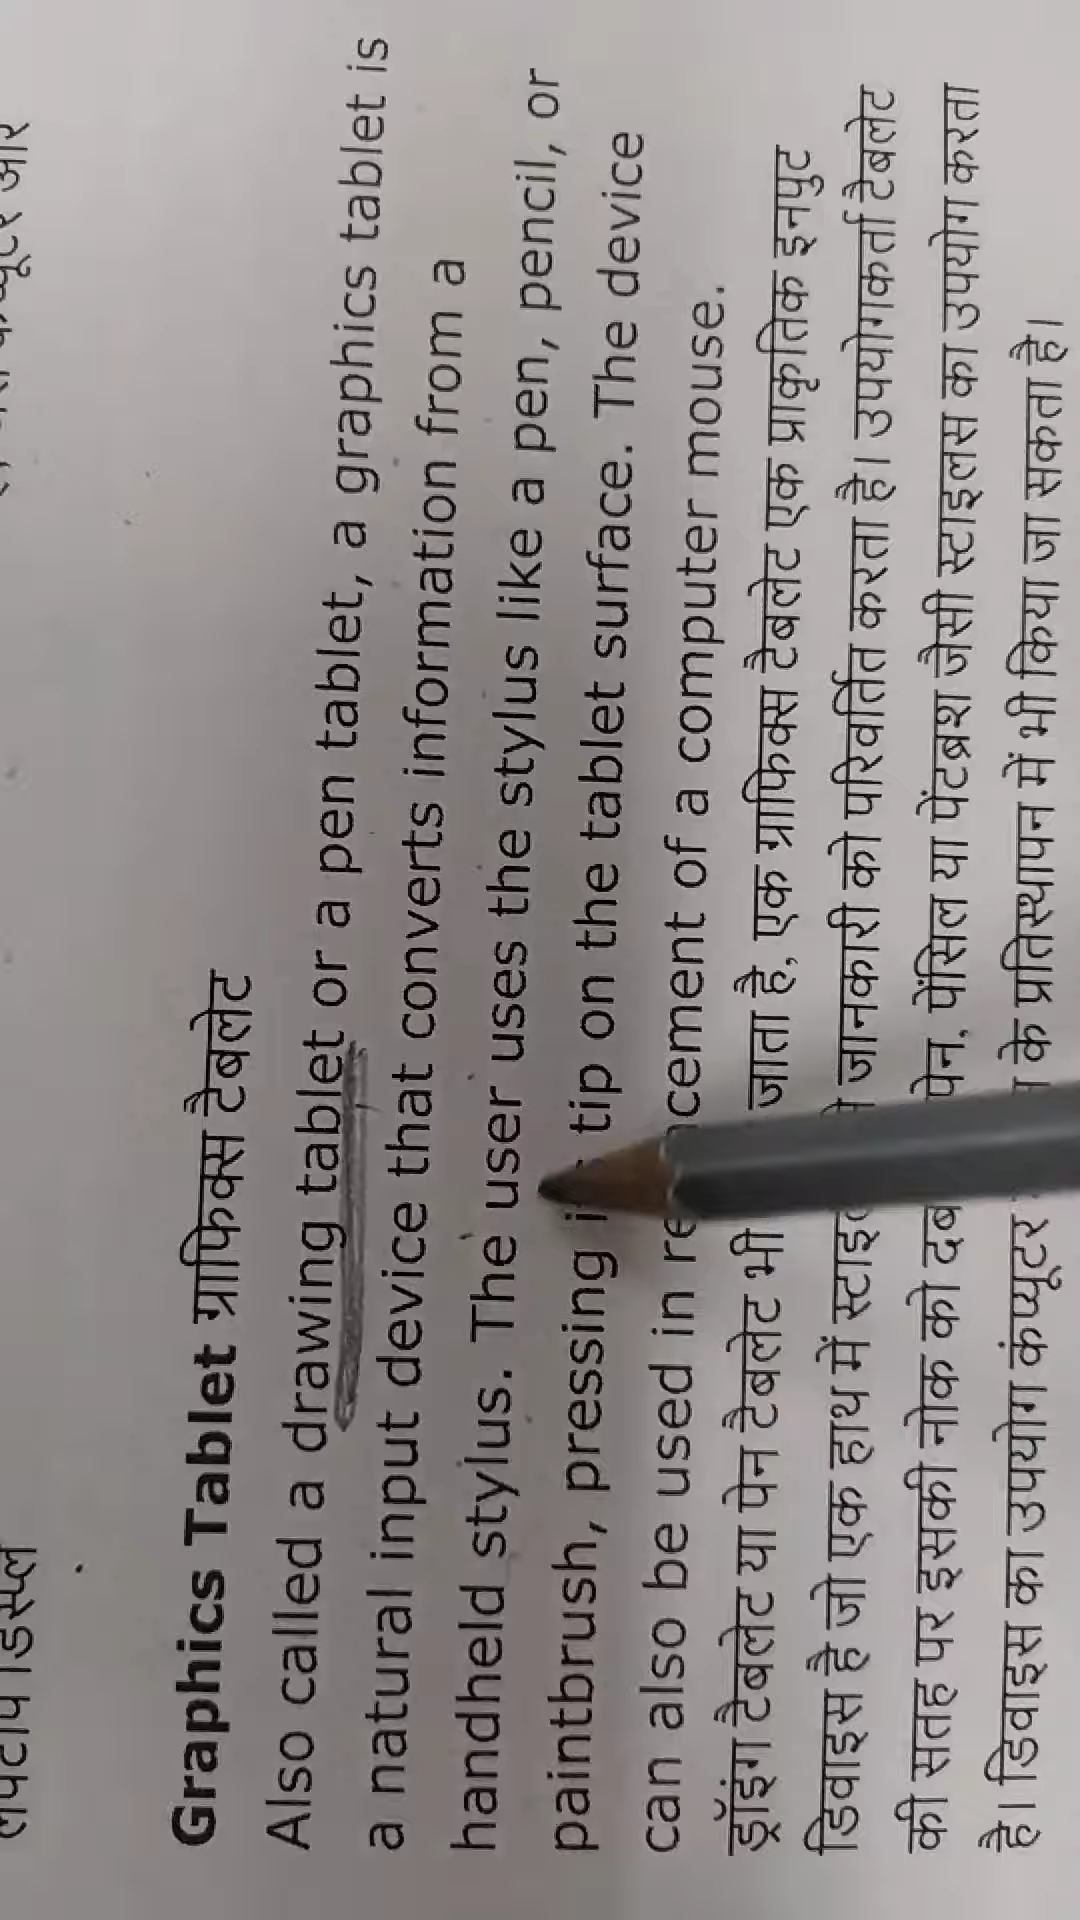 लैपटॉप डिस्प्ले
Graphics Tablet ग्राफिक्स टैबलेट
Also called a drawing tablet or a pen tablet, a graphics tablet is
a natural input device that converts information from a
handheld stylus. The user uses the stylus like a pen, pencil, or
paintbrush, pressing tip on the tablet surface. The device
can also be used in re cement of a computer mouse.
ड्रॉइंग टैबलेट या पेन टैबलेट भी जाता है, एक ग्राफिक्स टैबलेट एक प्राकृतिक इनपुट
डिवाइस है जो एक हाथ में जानकारी को परिवर्तित करता है। उपयोगकर्ता टैबलेट
की सतह पर इसकी नोक को पेन, पेंसिल या पेंटब्रश जैसी स्टाइलस का उपयोग करता
है। डिवाइस का उपयोग कंप्यूटर के प्रतिस्थापन में भी किया जा सकता है।